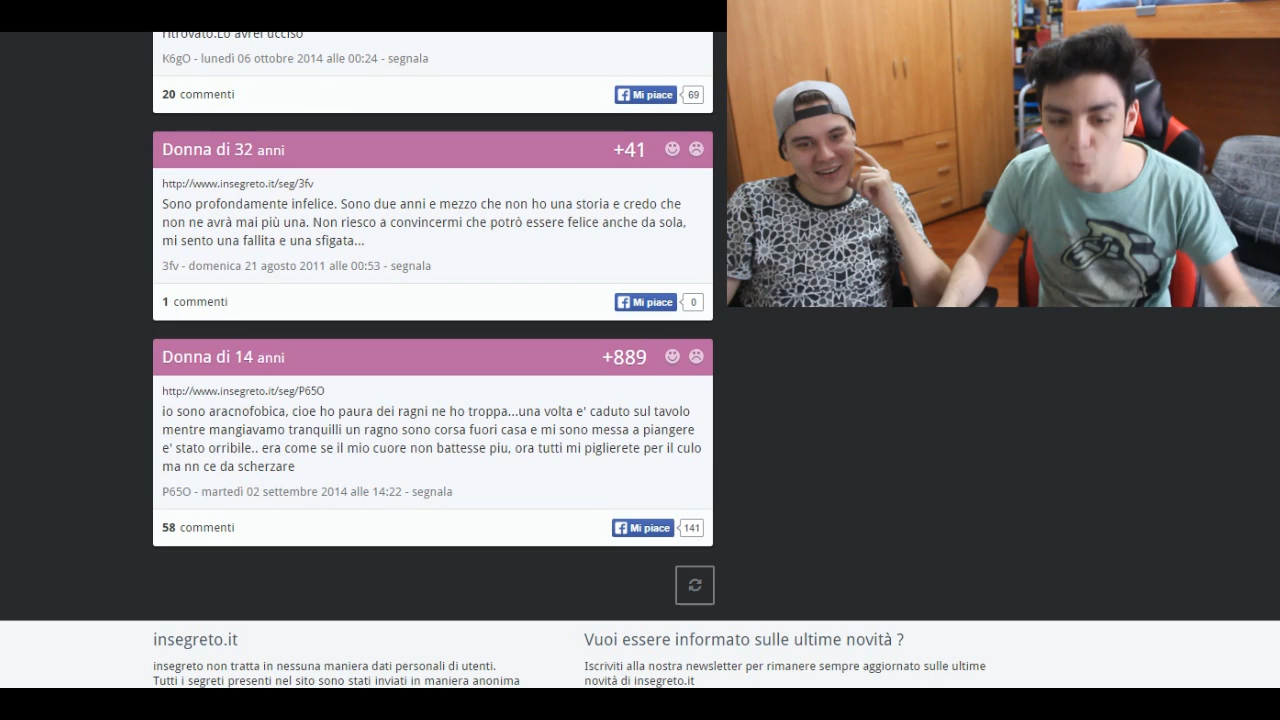 ritrovato.Lo avrei ucciso
K6gO - lunedì 06 ottobre 2014 alle 00:24 - segnala
20 commenti
Mi piace 69
Donna di 32 anni +41
http://www.insegreto.it/seg/3fv
Sono profondamente infelice. Sono due anni e mezzo che non ho una storia e credo che
non ne avrà mai più una. Non riesco a convincermi che potrò essere felice anche da sola,
mi sento una fallita e una sfigata...
3fv - domenica 21 agosto 2011 alle 00:53 - segnala
1 commenti
Mi piace 0
Donna di 14 anni +889
http://www.insegreto.it/seg/P65O
io sono aracnofobica, cioe ho paura dei ragni ne ho troppa...una volta e' caduto sul tavolo
mentre mangiavamo tranquilli un ragno sono corsa fuori casa e mi sono messa a piangere
e' stato orribile.. era come se il mio cuore non battesse piu, ora tutti mi piglierete per il culo
ma nn ce da scherzare
P65O - martedì 02 settembre 2014 alle 14:22 - segnala
58 commenti
Mi piace 141
insegreto.it
insegreto non tratta in nessuna maniera dati personali di utenti.
Tutti i segreti presenti nel sito sono stati inviati in maniera anonima
Vuoi essere informato sulle ultime novità ?
Iscriviti alla nostra newsletter per rimanere sempre aggiornato sulle ultime
novità di insegreto.it